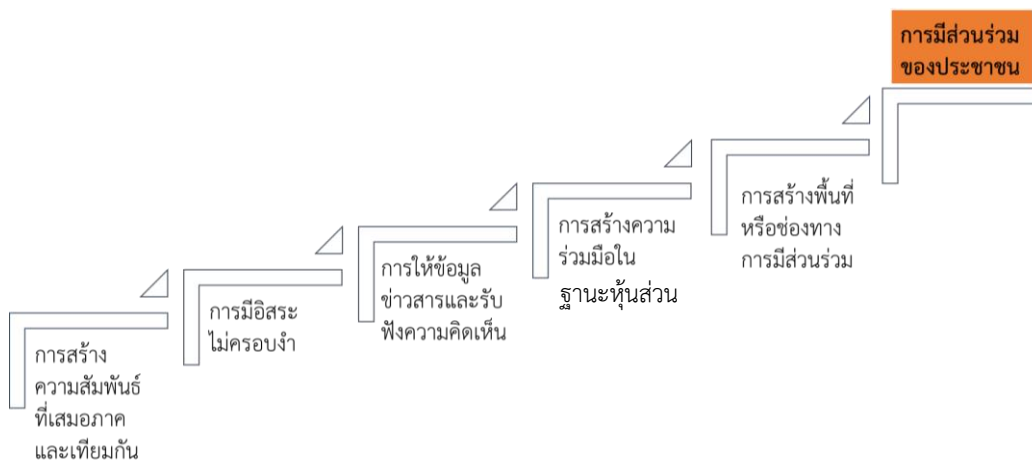 การสร้าง
ความสัมพันธ์
ที่เสมอภาค
และเทียมกัน
การมีอิสระ
ไม่ครอบงำ
การให้ข้อมูล
ข่าวสารและรับ
ฟังความคิดเห็น
การสร้างความ
ร่วมมือใน
ฐานะหุ้นส่วน
การสร้างพื้นที่
หรือช่องทาง
การมีส่วนร่วม
การมีส่วนร่วม
ของประชาชน